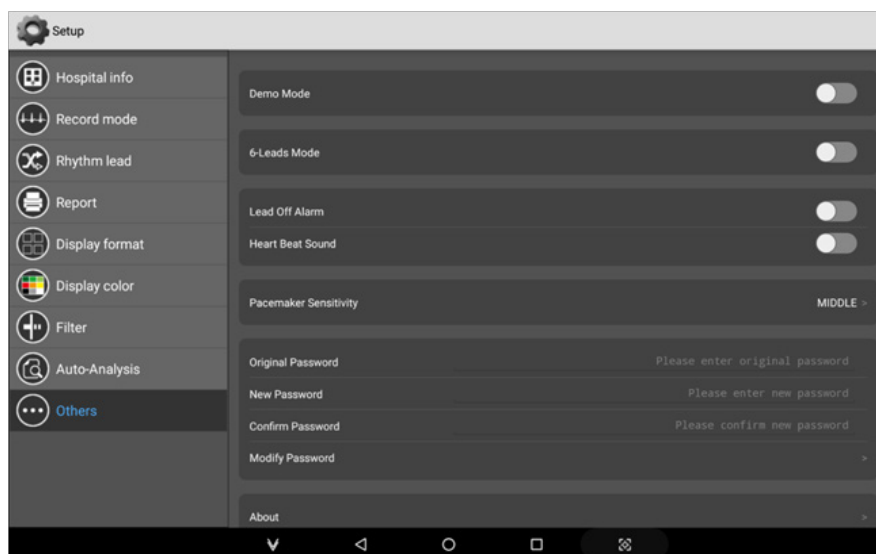 Setup
Hospital info
Record mode
Rhythm lead
Report
Display format
Display color
Filter
Auto-Analysis
Others
Demo Mode
6-Leads Mode
Lead Off Alarm
Heart Beat Sound
Pacemaker Sensitivity MIDDLE >
Original Password Please enter original password
New Password Please enter new password
Confirm Password Please confirm new password
Modify Password >
About >